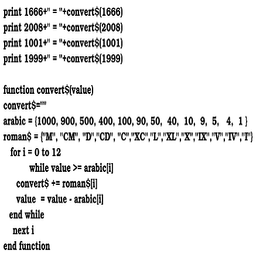 print 1666+" = "+convert$(1666)
print 2008+" = "+convert$(2008)
print 1001+" = "+convert$(1001)
print 1999+" = "+convert$(1999)

function convert$(value)
convert$=""
arabic = {1000, 900, 500, 400, 100, 90, 50, 40, 10, 9, 5, 4, 1 }
roman$ = {"M", "CM", "D","CD", "C","XC","L","XL","X","IX","V","IV","I"}
for i = 0 to 12
while value >= arabic[i]
convert$ += roman$[i]
value = value - arabic[i]
end while
next i
end function